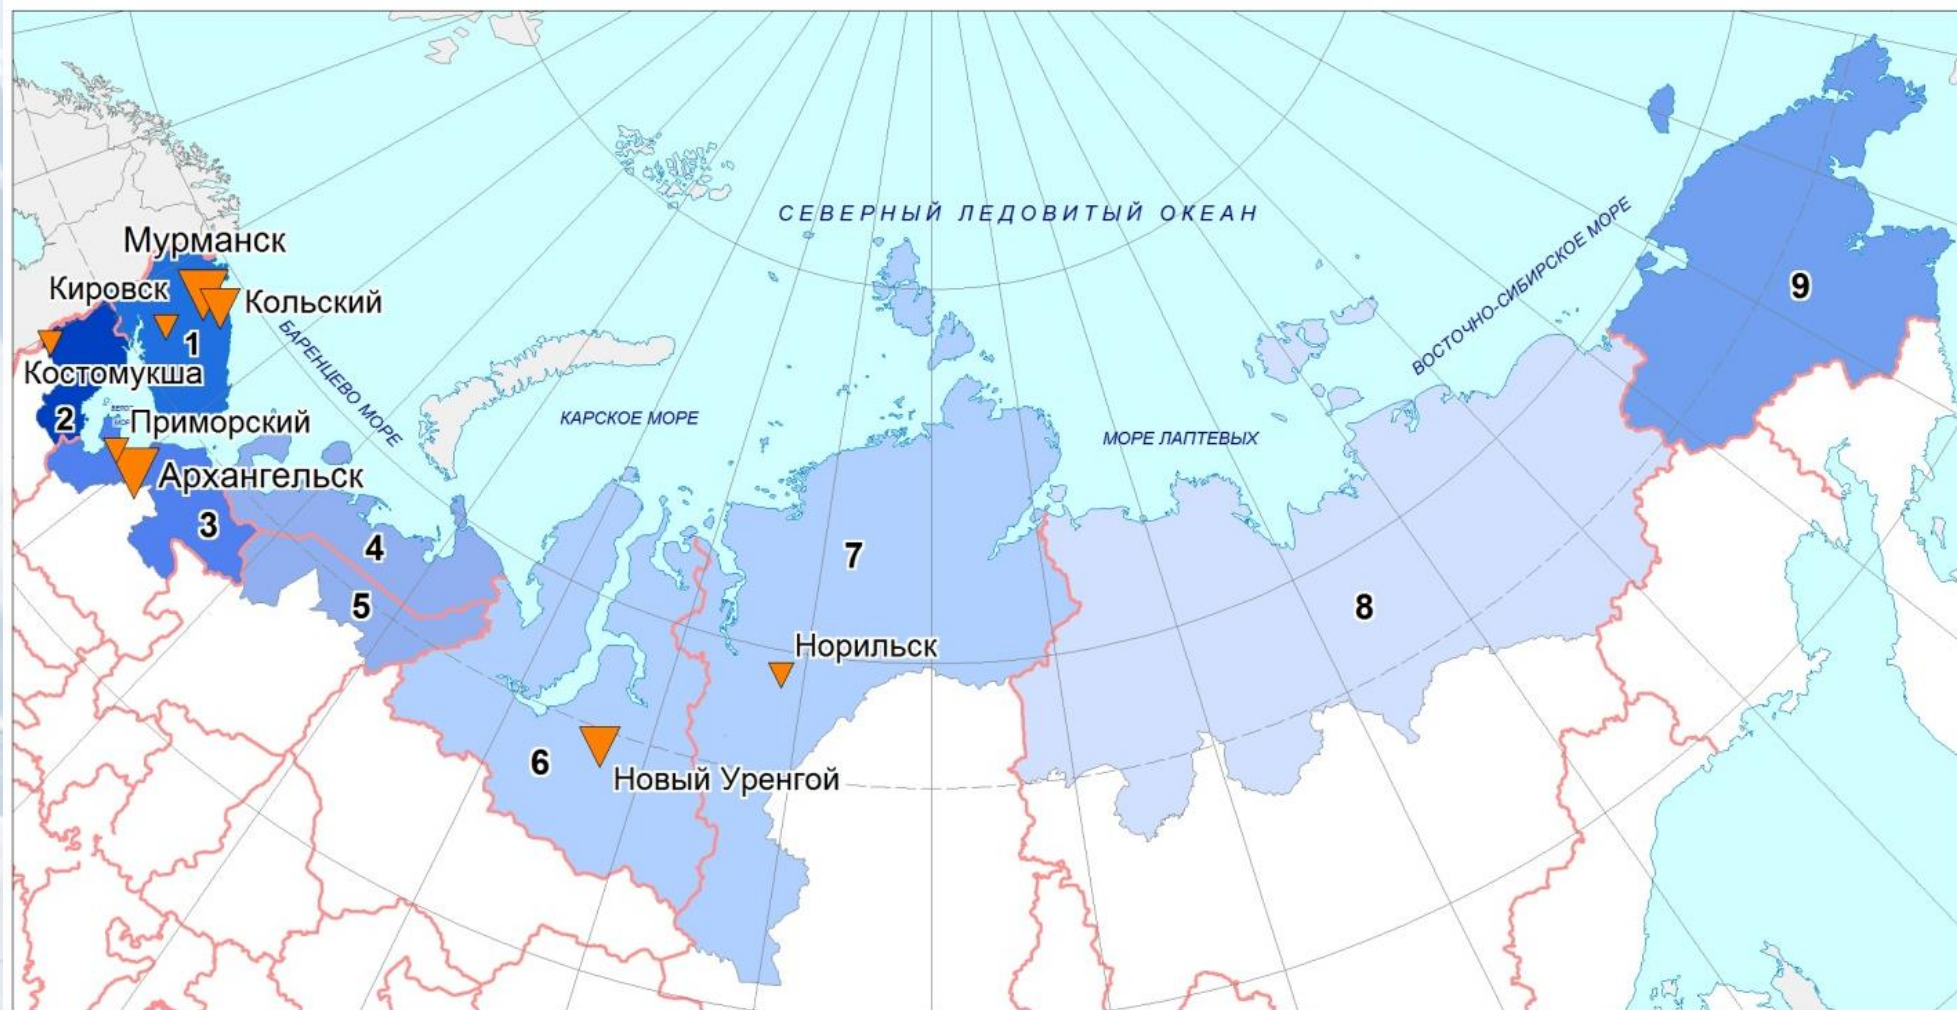 СЕВЕРНЫЙ ЛЕДОВИТЫЙ ОКЕАН
ВОСТОЧНО-СИБИРСКОЕ МОРЕ
Мурманск
Кировск
Кольский
9
1
БАРЕНЦЕВО МОРЕ
Костомукша
2
Приморский
КАРСКОЕ МОРЕ
МОРЕ ЛАПТЕВЫХ
Архангельск
3
4
7
5
8
Норильск
6
Новый Уренгой